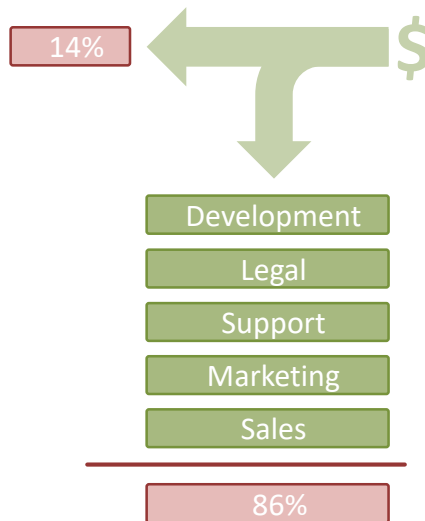 14%
$
Development
Legal
Support
Marketing
Sales
86%